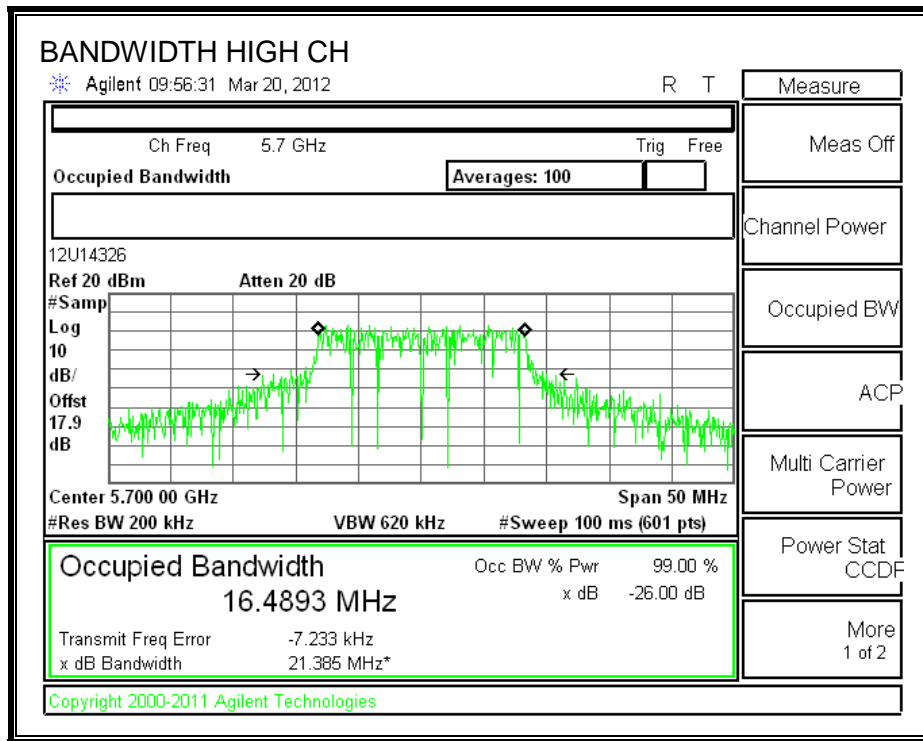 BANDWIDTH HIGH CH
Agilent 09:56:31 Mar 20, 2012 R T
Measure
Ch Freq 5.7 GHz Trig Free
Meas Off
Occupied Bandwidth Averages: 100
Channel Power
12U14326
Ref 20 dBm Atten 20 dB
#Samp
Log
10
dB/
Offst
17.9
dB
Occupied BW
ACP
Multi Carrier
Power
Center 5.700 00 GHz Span 50 MHz
#Res BW 200 kHz VBW 620 kHz #Sweep 100 ms (601 pts)
Power Stat
CCDF
Occupied Bandwidth Occ BW % Pwr 99.00 %
16.4893 MHz x dB -26.00 dB
Transmit Freq Error -7.233 kHz
x dB Bandwidth 21.385 MHz*
More
1 of 2
Copyright 2000-2011 Agilent Technologies